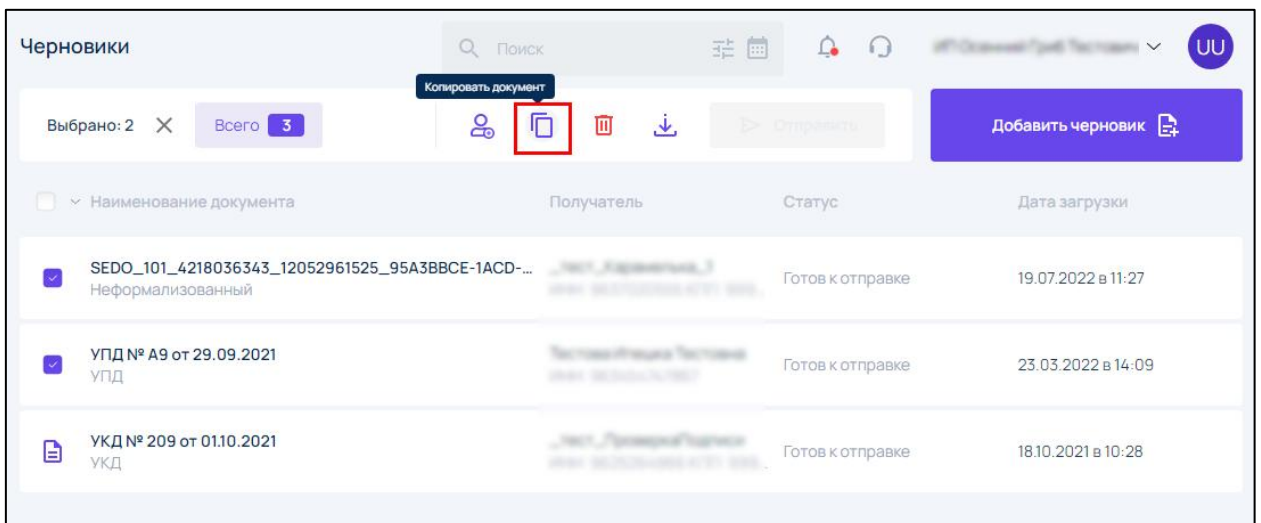 Черновики
Поиск
UU
Копировать документ
Выбрано: 2
Всего 3
Отправить
Добавить черновик
Наименование документа
Получатель
Статус
Дата загрузки
SEDO_101_4218036343_12052961525_95A3BBCE-1ACD-...
Неформализованный
Готов к отправке
19.07.2022 в 11:27
УПД № А9 от 29.09.2021
УПД
Готов к отправке
23.03.2022 в 14:09
УКД № 209 от 01.10.2021
УКД
Готов к отправке
18.10.2021 в 10:28